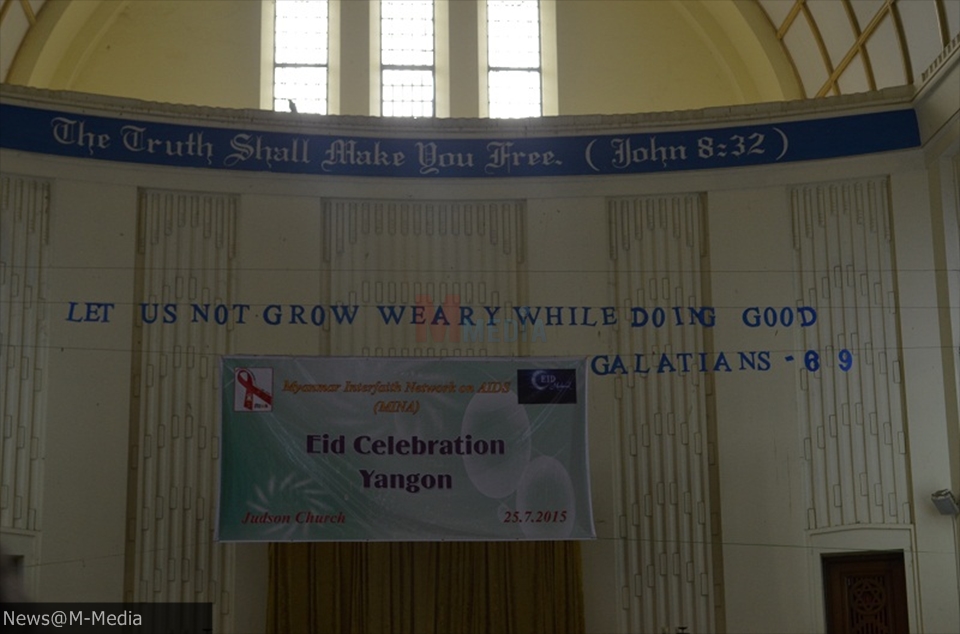 The Truth Shall Make You Free. ( John 8:32 )
LET US NOT GROW WEARY WHILE DOING GOOD
GALATIANS - 6 9
Myanmar Interfaith Network on AIDS
(MINA)
EID
Eid Celebration
Yangon
Judson Church
25.7.2015
News@M-Media